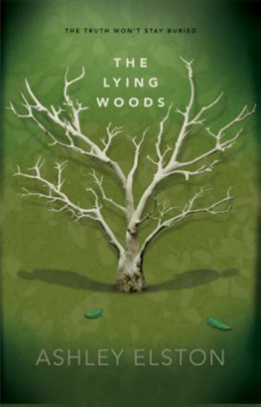 THE TRUTH WON'T STAY BURIED
THE
LYING
WOODS
ASHLEY ELSTON